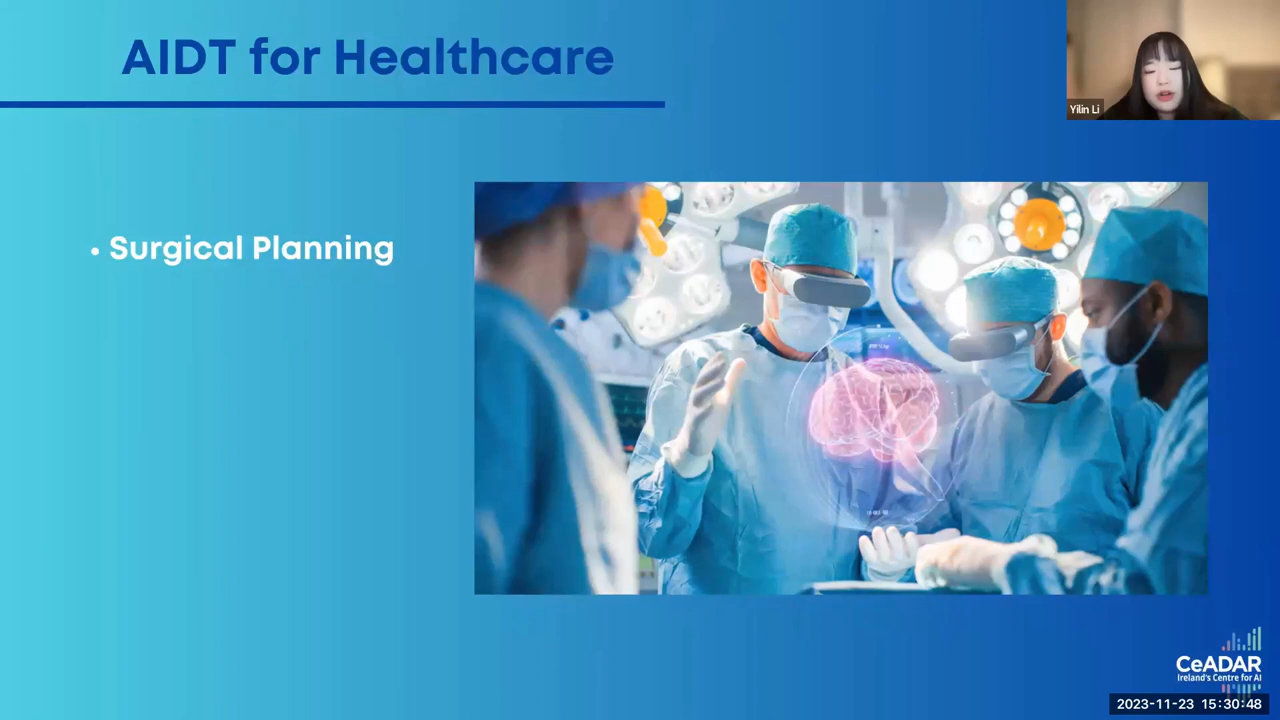 AIDT for Healthcare
Yilin Li
• Surgical Planning
CeADAR
Ireland's Centre for AI
2023-11-23 15:30:48